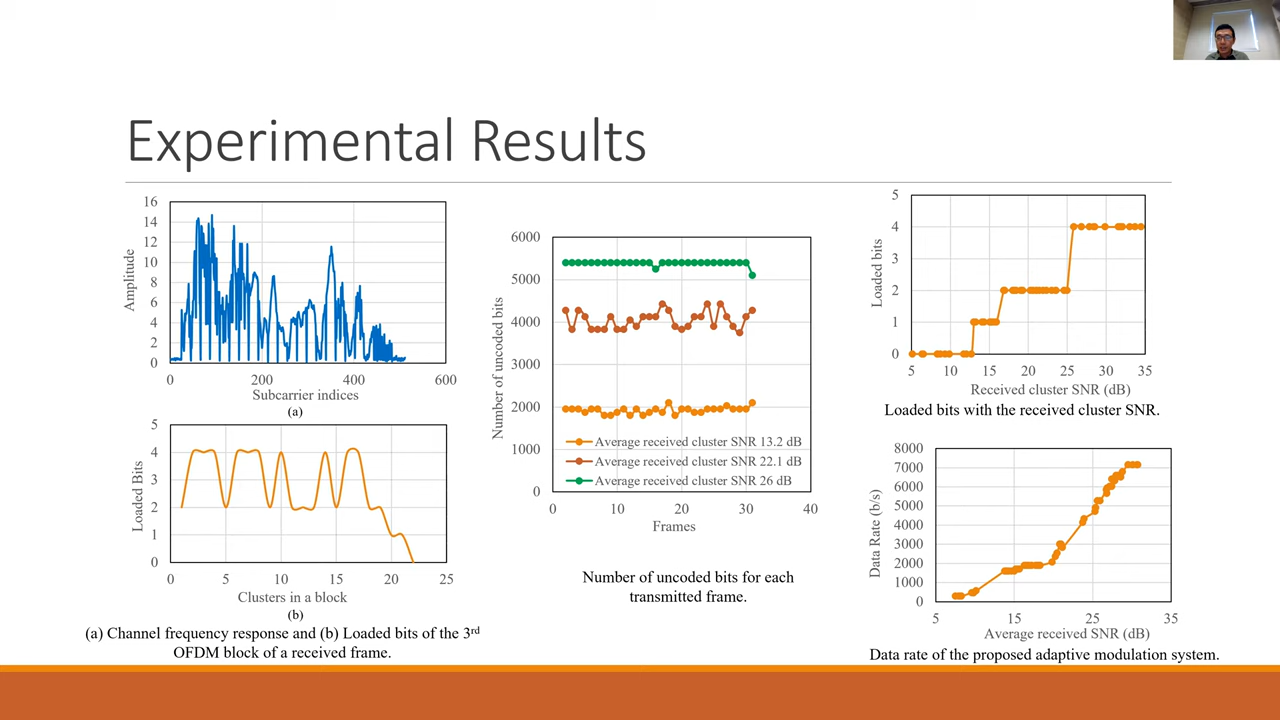 Experimental Results
16
14
12
10
8
6
4
2
0
Amplitude
0 200 400 600
Subcarrier indices
(a)
5
4
3
2
1
0
Loaded Bits
0 5 10 15 20 25
Clusters in a block
(b)
(a) Channel frequency response and (b) Loaded bits of the 3rd
OFDM block of a received frame.
6000
5000
4000
3000
2000
1000
0
Number of uncoded bits
Average received cluster SNR 13.2 dB
Average received cluster SNR 22.1 dB
Average received cluster SNR 26 dB
0 10 20 30 40
Frames
Number of uncoded bits for each
transmitted frame.
5
4
3
2
1
0
Loaded bits
5 10 15 20 25 30 35
Received cluster SNR (dB)
Loaded bits with the received cluster SNR.
8000
7000
6000
5000
4000
3000
2000
1000
0
Data Rate (b/s)
5 15 25 35
Average received SNR (dB)
Data rate of the proposed adaptive modulation system.